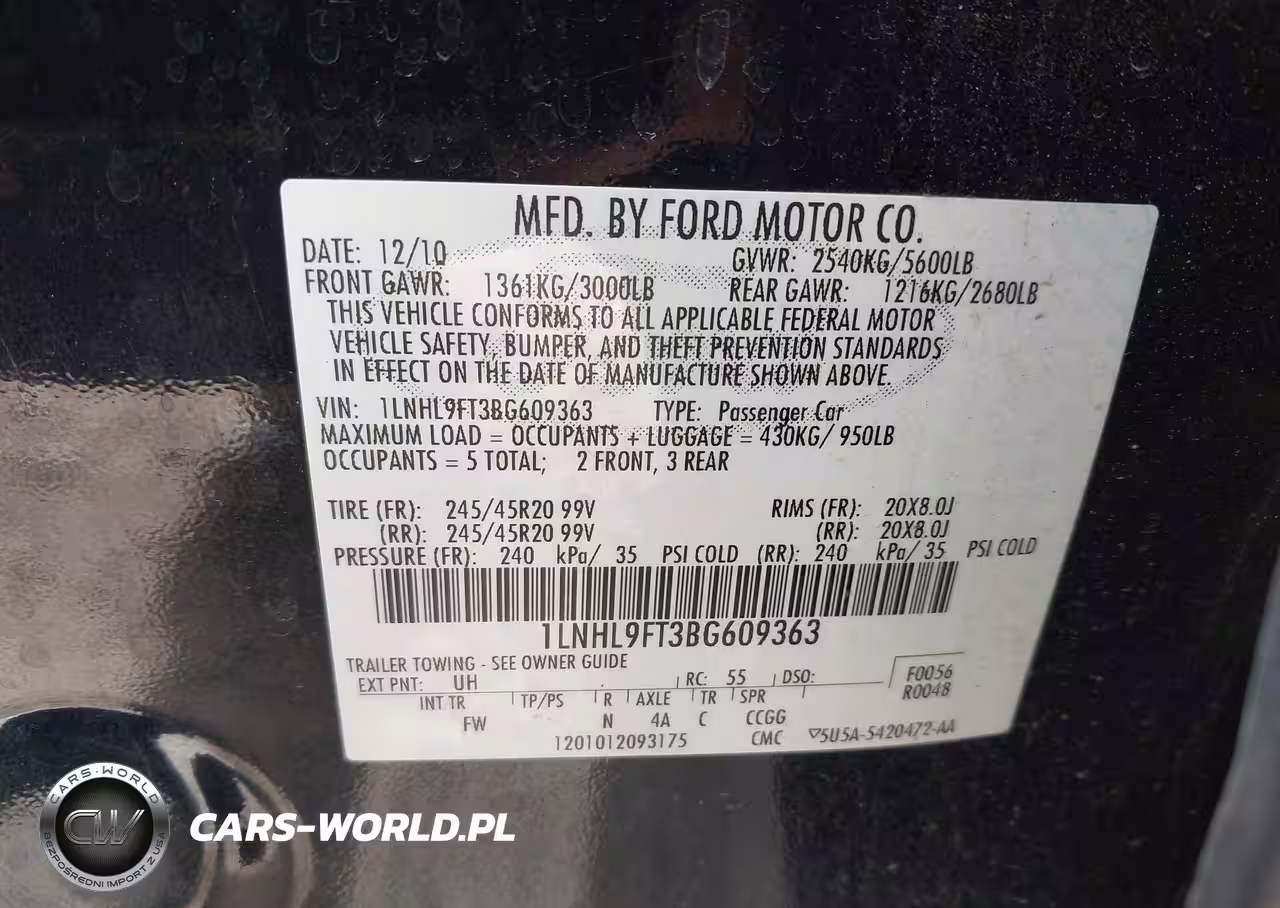 MFD. BY FORD MOTOR CO.
DATE: 12/10 GVWR: 2540KG/5600LB
FRONT GAWR: 1361KG/3000LB REAR GAWR: 1216KG/2680LB
THIS VEHICLE CONFORMS TO ALL APPLICABLE FEDERAL MOTOR
VEHICLE SAFETY, BUMPER, AND THEFT PREVENTION STANDARDS
IN EFFECT ON THE DATE OF MANUFACTURE SHOWN ABOVE.
VIN: 1LNHL9FT3BG609363 TYPE: Passenger Car
MAXIMUM LOAD = OCCUPANTS + LUGGAGE = 430KG/ 950LB
OCCUPANTS = 5 TOTAL; 2 FRONT, 3 REAR
TIRE (FR): 245/45R20 99V RIMS (FR): 20X8.0J
(RR): 245/45R20 99V (RR): 20X8.0J
PRESSURE (FR): 240 kPa/ 35 PSI COLD (RR): 240 kPa/ 35 PSI COLD
1LNHL9FT3BG609363
TRAILER TOWING - SEE OWNER GUIDE
EXT PNT: UH RC: 55 DSO: F0056
R0048
INT TR TP/PS R AXLE TR SPR
FW N 4A C CCGG
1201012093175 CMC ▽5U5A-5420472-AA
CARS-WORLD
CW
BEZPOŚREDNI IMPORT Z USA
CARS-WORLD.PL